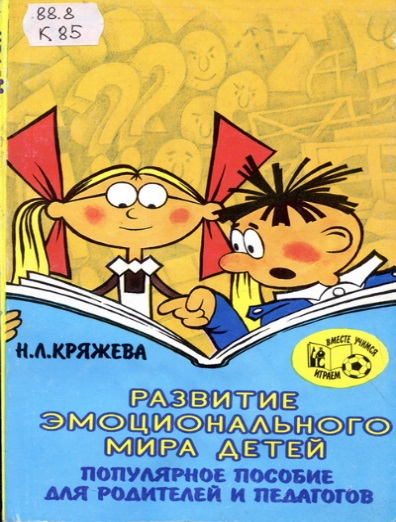 88.8
К 85
Н.Л.КРЯЖЕВА
ВМЕСТЕ УЧИМСЯ
ИГРАЕМ
РАЗВИТИЕ
ЭМОЦИОНАЛЬНОГО
МИРА ДЕТЕЙ
ПОПУЛЯРНОЕ ПОСОБИЕ
ДЛЯ РОДИТЕЛЕЙ И ПЕДАГОГОВ